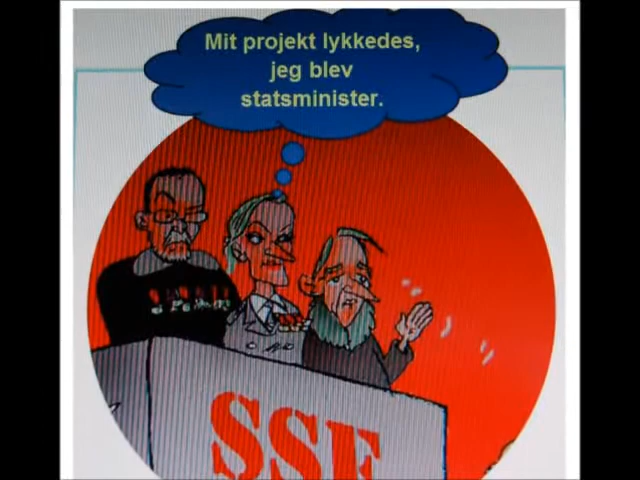 Mit projekt lykkedes,
jeg blev
statsminister.
SSF